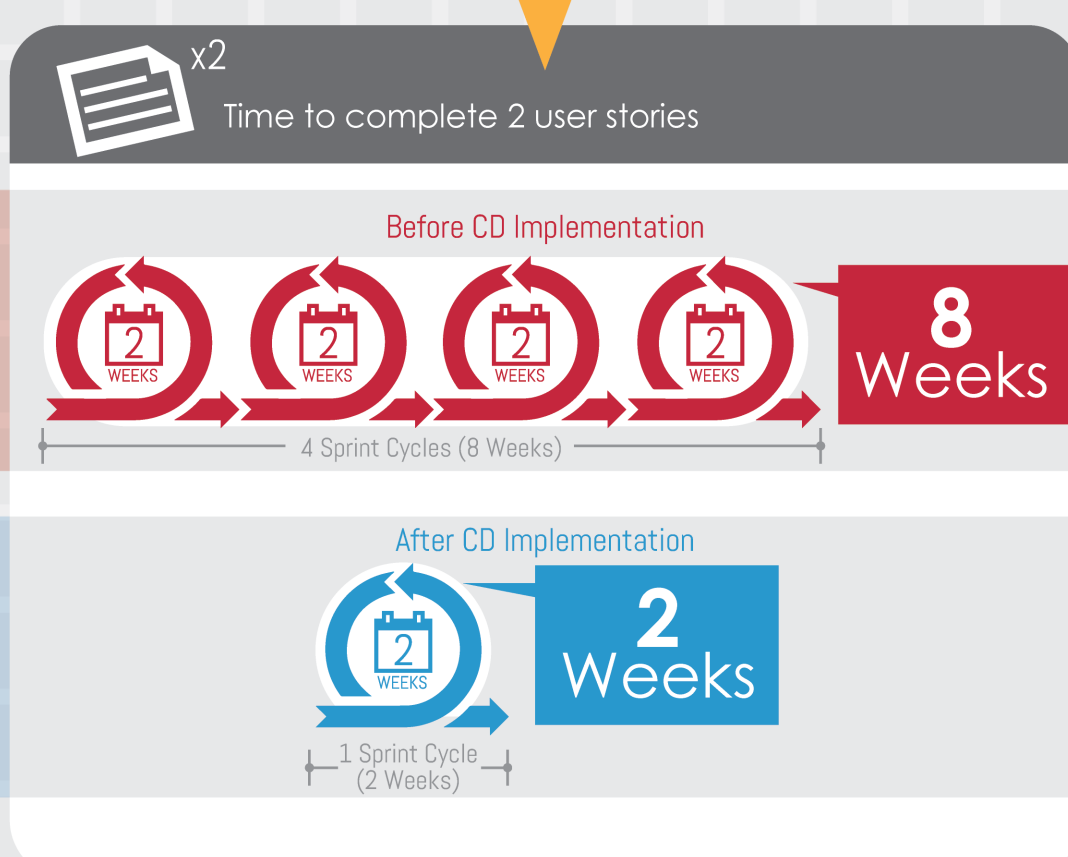 x2
Time to complete 2 user stories
Before CD Implementation
2
WEEKS
2
WEEKS
2
WEEKS
2
WEEKS
8
Weeks
4 Sprint Cycles (8 Weeks)
After CD Implementation
2
WEEKS
2
Weeks
1 Sprint Cycle
(2 Weeks)